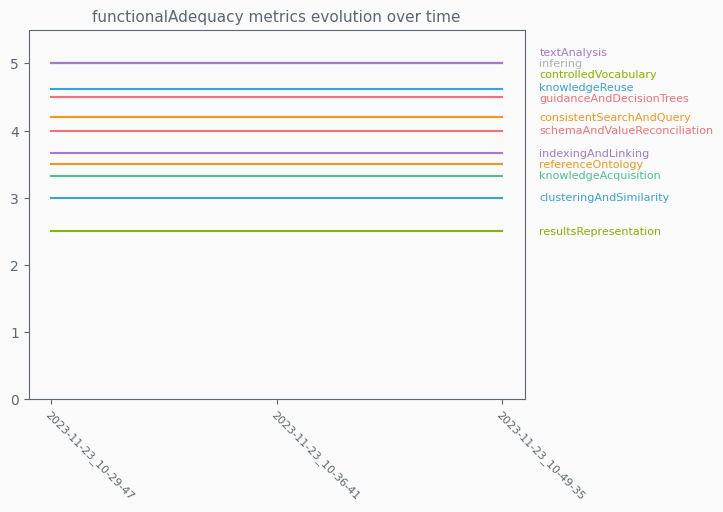 functionalAdequacy metrics evolution over time
5
4
3
2
1
0
textAnalysis
infering
controlledVocabulary
knowledgeReuse
guidanceAndDecisionTrees
consistentSearchAndQuery
schemaAndValueReconciliation
indexingAndLinking
referenceOntology
knowledgeAcquisition
clusteringAndSimilarity
resultsRepresentation
2023-11-23_10-29-47
2023-11-23_10-36-41
2023-11-23_10-49-35